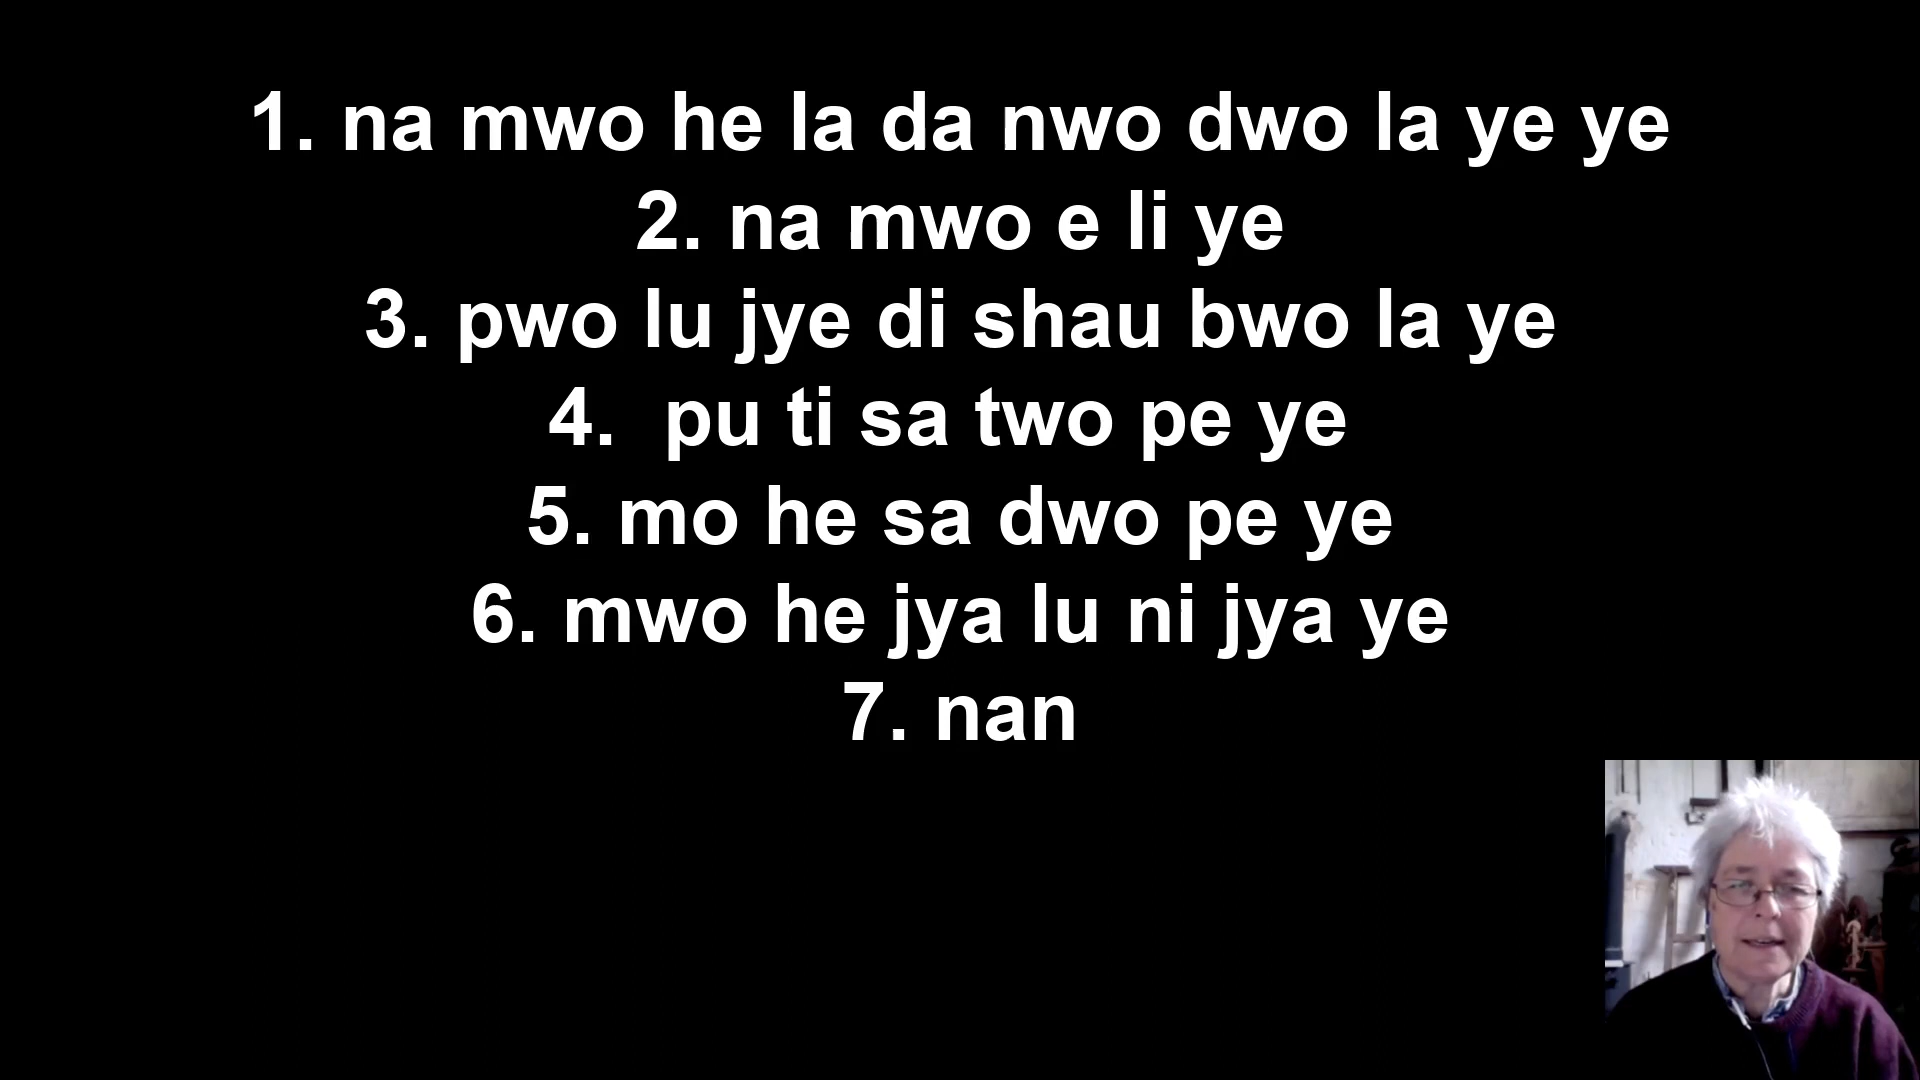 1. na mwo he la da nwo dwo la ye ye
2. na mwo e li ye
3. pwo lu jye di shau bwo la ye
4.  pu ti sa two pe ye
5. mo he sa dwo pe ye
6. mwo he jya lu ni jya ye
7. nan